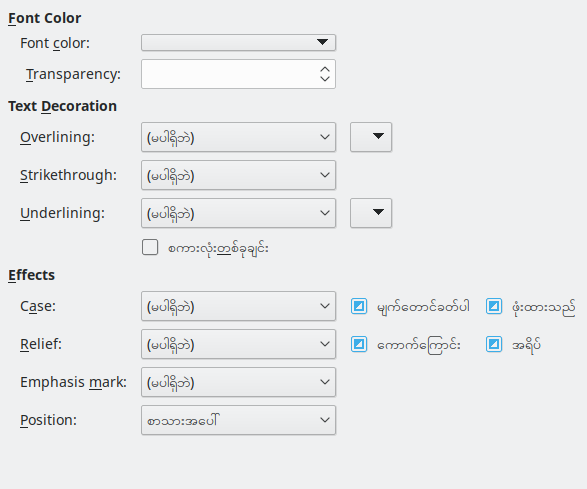 Font Color
Font color:
Transparency:
Text Decoration
Overlining: (မပါရှိဘဲ)
Strikethrough: (မပါရှိဘဲ)
Underlining: (မပါရှိဘဲ)
စကားလုံးတစ်ခုချင်း
Effects
Case: (မပါရှိဘဲ) မျက်တောင်ခတ်ပါ ဖုံးထားသည်
Relief: (မပါရှိဘဲ) ကောက်ကြောင်း အရိပ်
Emphasis mark: (မပါရှိဘဲ)
Position: စာသားအပေါ်